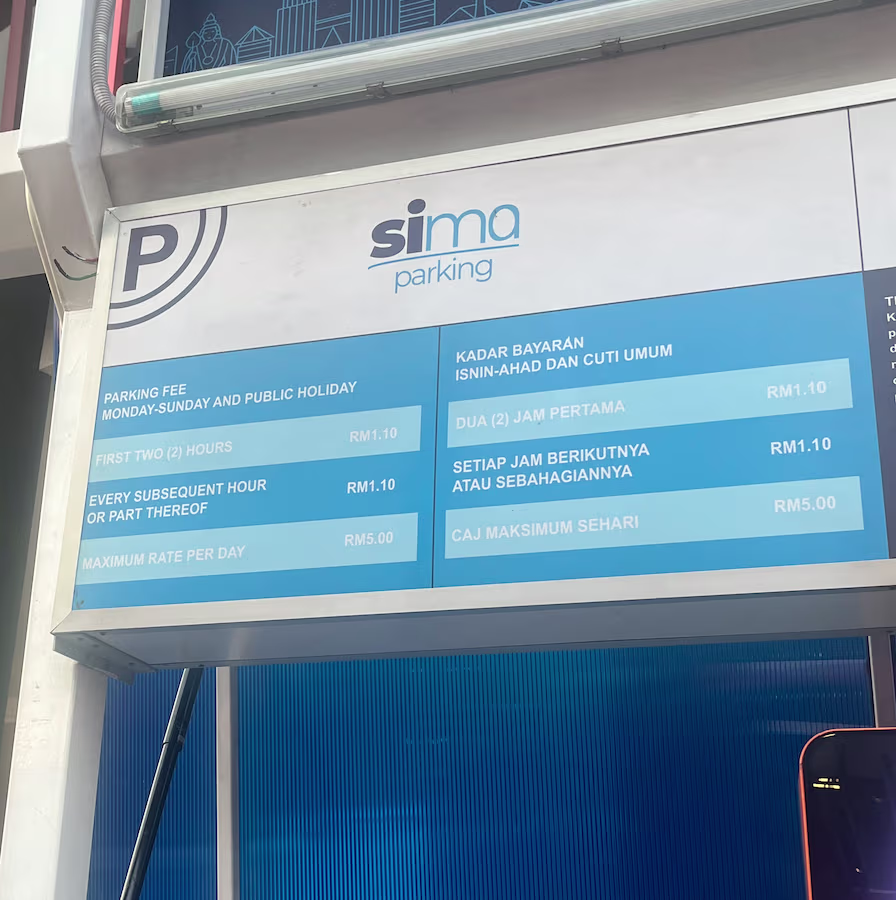 P
sima
parking
PARKING FEE
MONDAY-SUNDAY AND PUBLIC HOLIDAY
FIRST TWO (2) HOURS RM1.10
EVERY SUBSEQUENT HOUR
OR PART THEREOF RM1.10
MAXIMUM RATE PER DAY RM5.00
KADAR BAYARAN
ISNIN-AHAD DAN CUTI UMUM
DUA (2) JAM PERTAMA RM1.10
SETIAP JAM BERIKUTNYA
ATAU SEBAHAGIANNYA RM1.10
CAJ MAKSIMUM SEHARI RM5.00